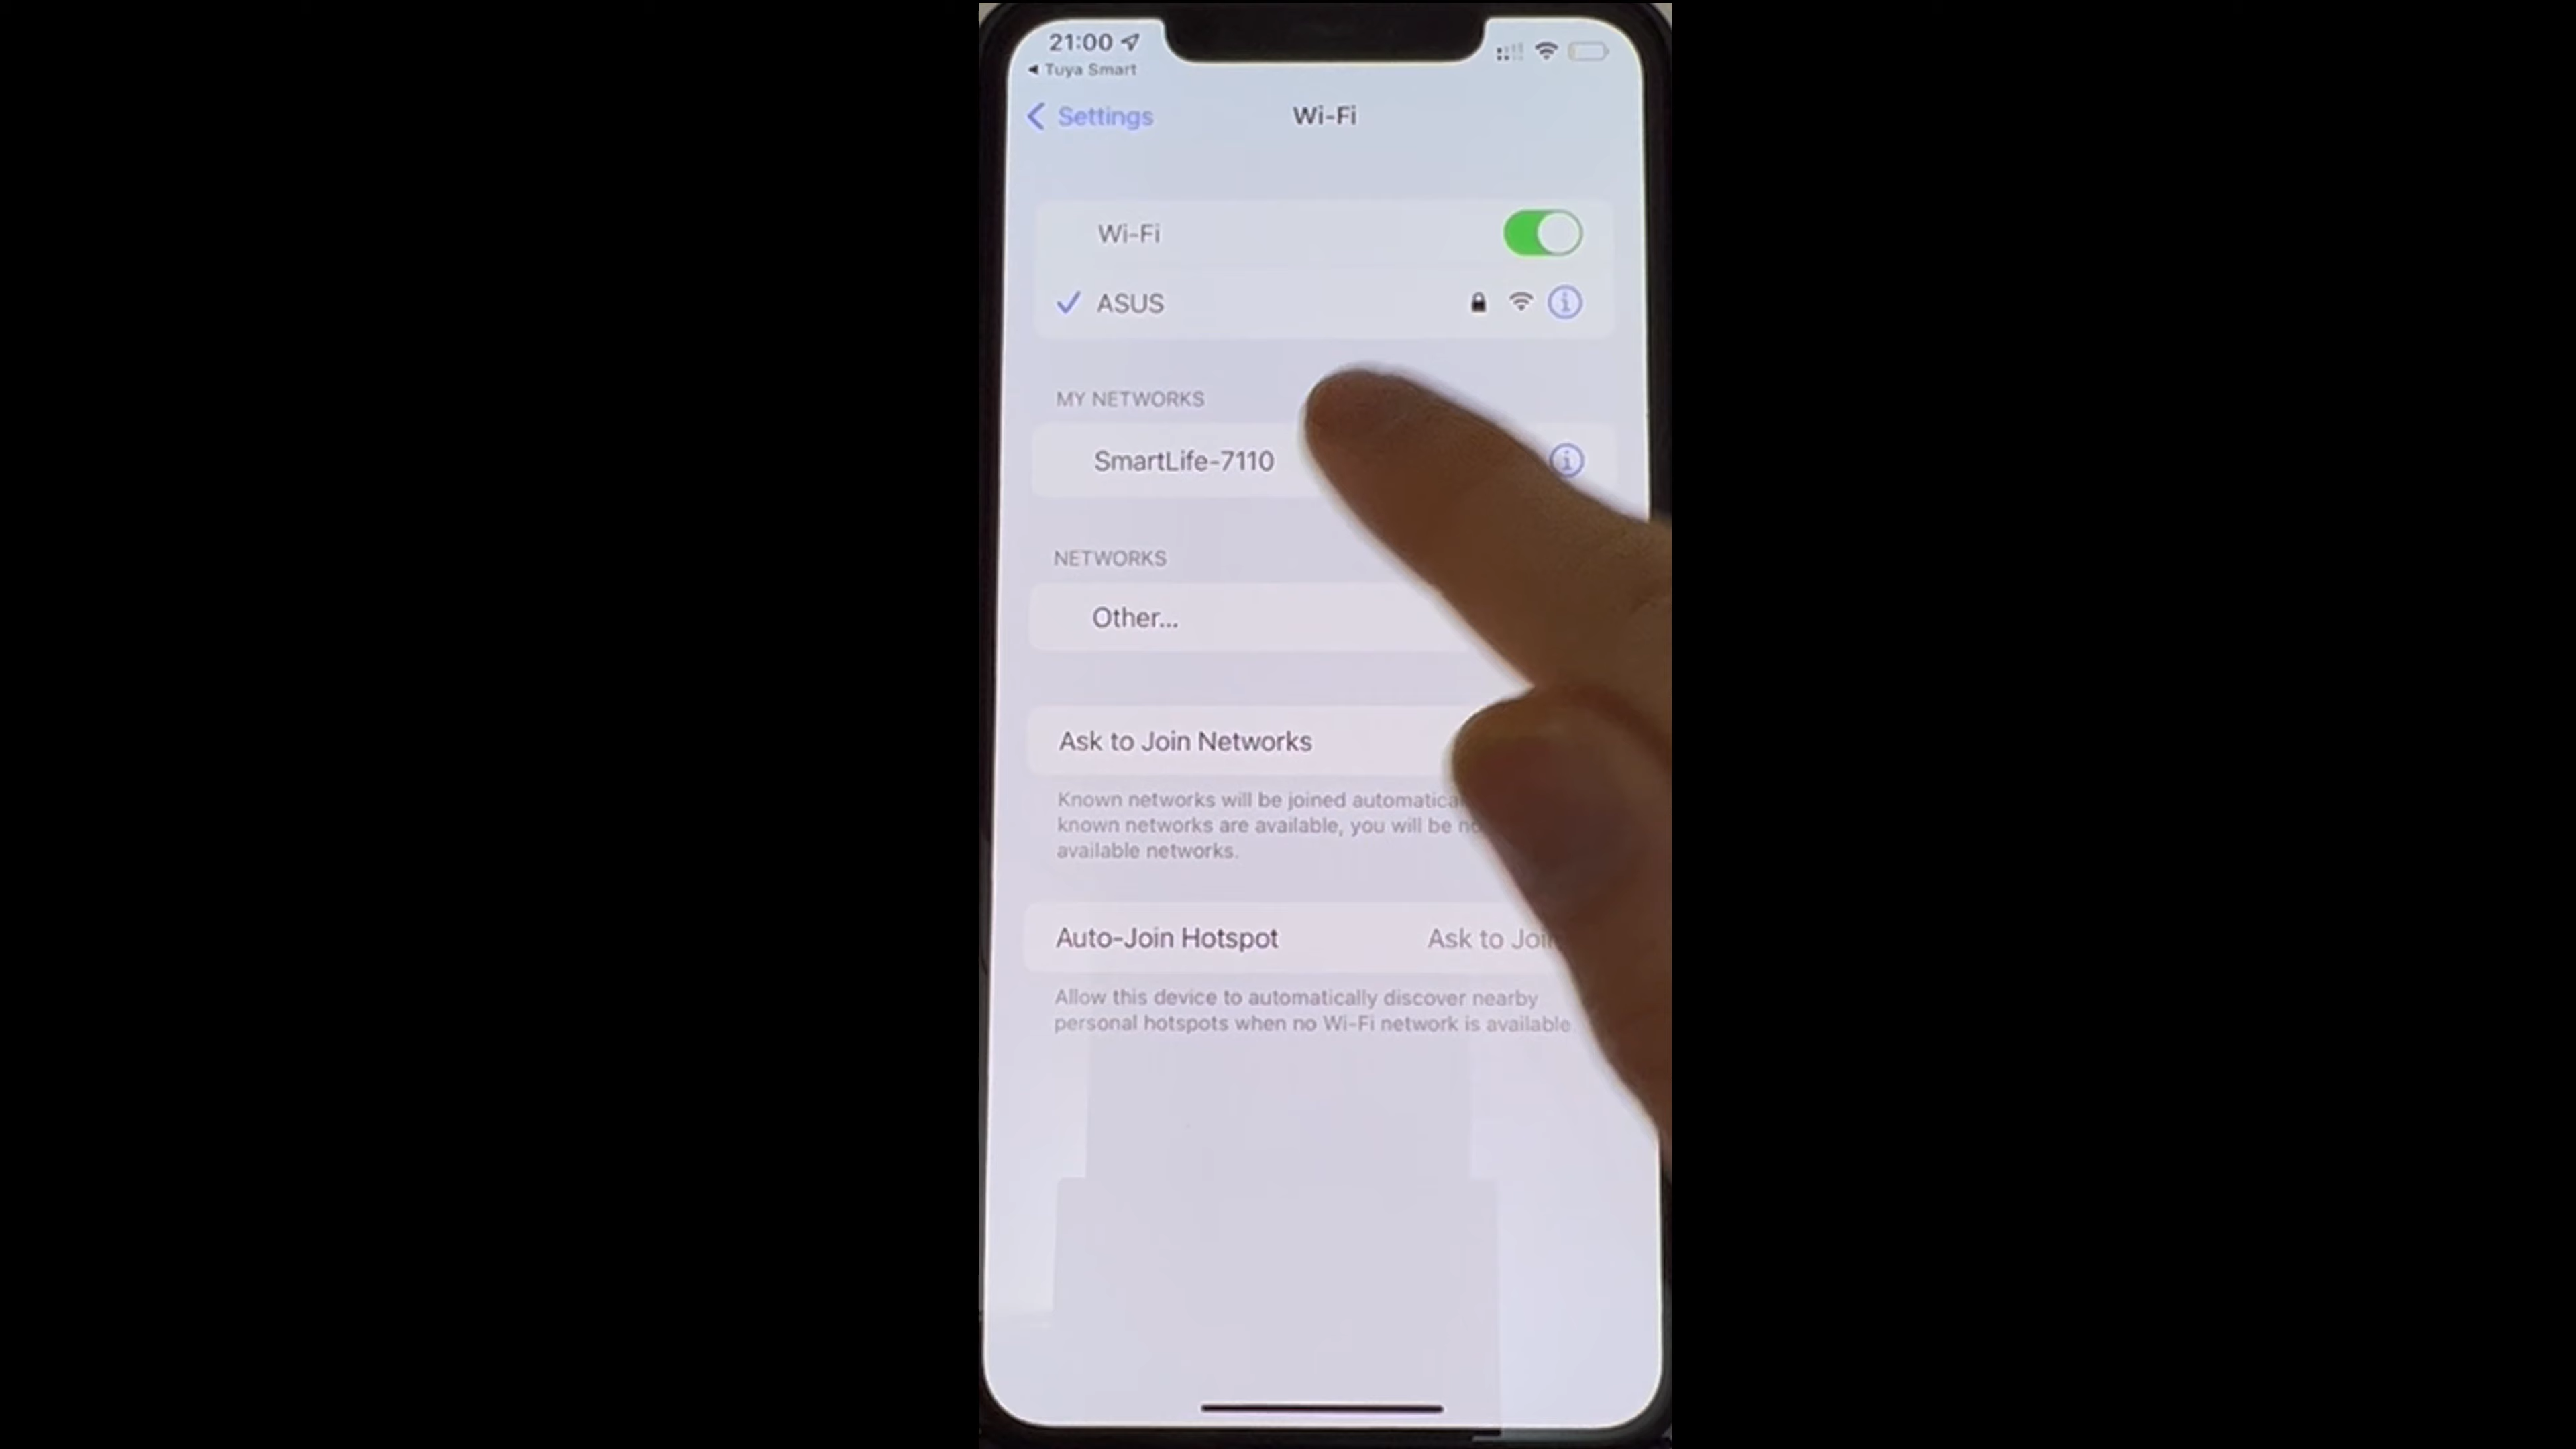 21:00
Tuya Smart
Settings
Wi-Fi
Wi-Fi
ASUS
MY NETWORKS
SmartLife-7110
NETWORKS
Other...
Ask to Join Networks
Known networks will be joined
known networks are available, you will be
available networks.
Auto-Join Hotspot
Ask to
Allow this device to automatically discover nearby
personal hotspots when no Wi-Fi network is available